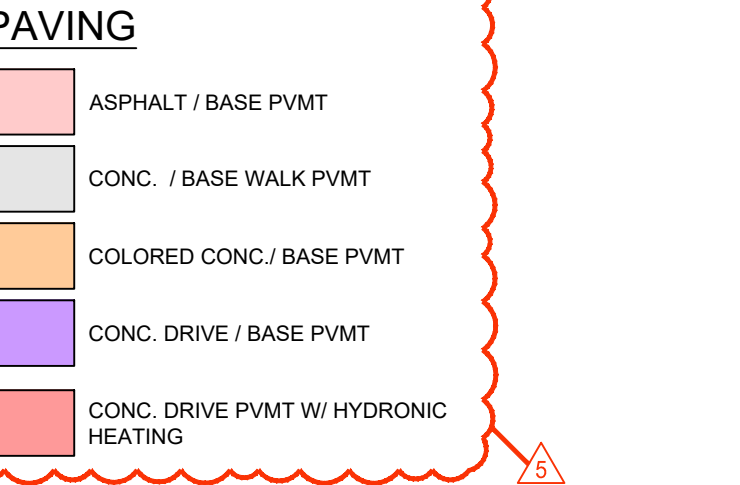 PAVING
ASPHALT / BASE PVMT
CONC. / BASE WALK PVMT
COLORED CONC./ BASE PVMT
CONC. DRIVE / BASE PVMT
CONC. DRIVE PVMT W/ HYDRONIC
HEATING
5